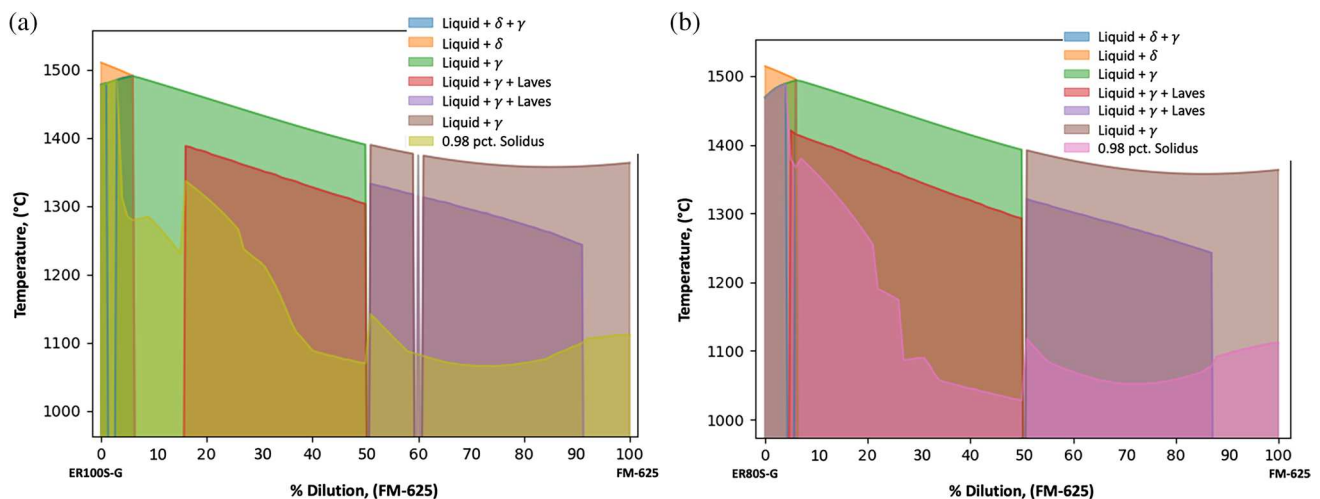 (a)
Liquid + δ + γ
Liquid + δ
Liquid + γ
Liquid + γ + Laves
Liquid + γ + Laves
Liquid + γ
0.98 pct. Solidus
Temperature, (°C)
1500
1400
1300
1200
1100
1000
0 10 20 30 40 50 60 70 80 90 100
ER100S-G FM-625
% Dilution, (FM-625)
(b)
Liquid + δ + γ
Liquid + δ
Liquid + γ
Liquid + γ + Laves
Liquid + γ + Laves
Liquid + γ
0.98 pct. Solidus
Temperature, (°C)
1500
1400
1300
1200
1100
1000
0 10 20 30 40 50 60 70 80 90 100
ER80S-G FM-625
% Dilution, (FM-625)